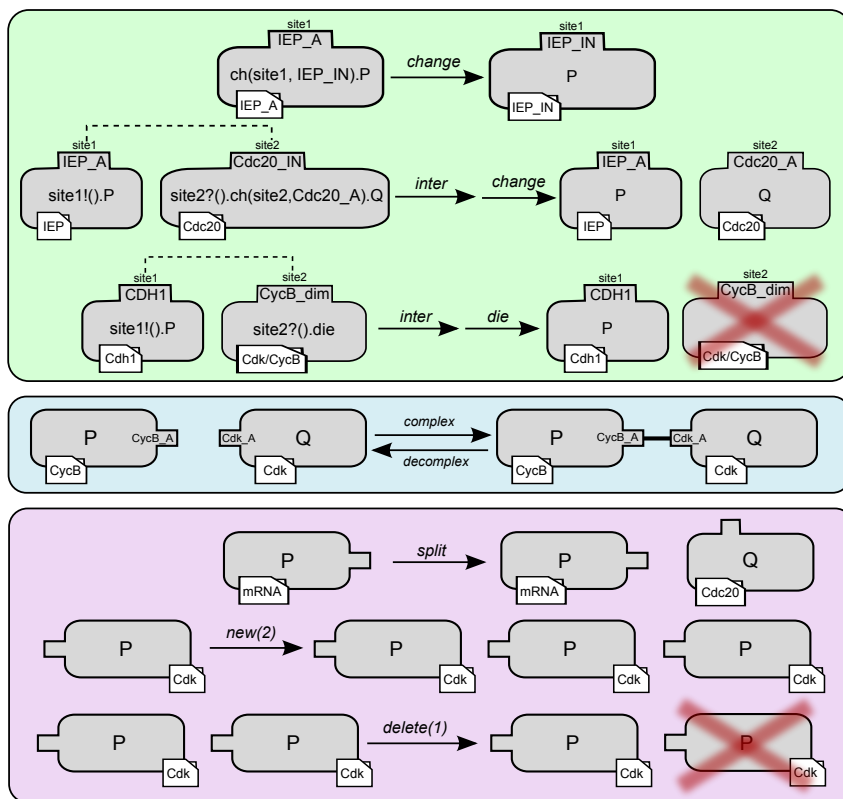 site1 site1
IEP_A IEP_IN
ch(site1, IEP_IN).P change P
IEP_A IEP_IN
site1 site2 site1 site2
IEP_A Cdc20_IN IEP_A Cdc20_A
site1!().P site2?().ch(site2,Cdc20_A).Q inter change P Q
IEP Cdc20 IEP Cdc20
site1 site2 site1 site2
CDH1 CycB_dim CDH1 CycB_dim
site1!().P site2?().die inter die P
Cdh1 Cdk/CycB Cdh1 Cdk/CycB
P CycB_A Cdk_A Q complex decomplex P CycB_A Cdk_A Q
CycB Cdk CycB Cdk
P split P Q
mRNA mRNA Cdc20
P new(2) P P P
Cdk Cdk Cdk Cdk
P P delete(1) P P
Cdk Cdk Cdk Cdk